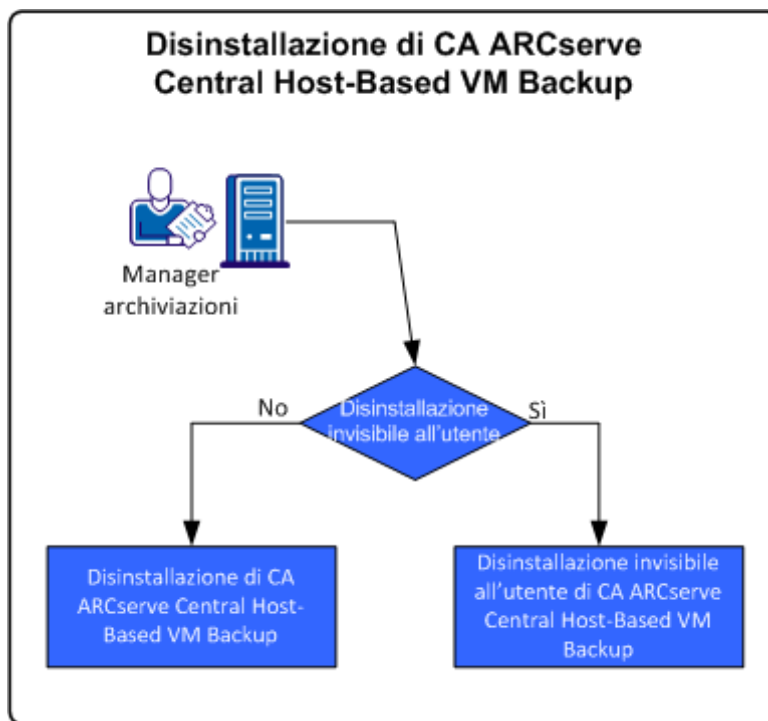 Disinstallazione di CA ARCserve
Central Host-Based VM Backup
Manager
archiviazioni
No
Disinstallazione
invisibile all'utente
Sì
Disinstallazione di CA
ARCserve Central Host-
Based VM Backup
Disinstallazione invisibile
all'utente di CA ARCserve
Central Host-Based VM
Backup